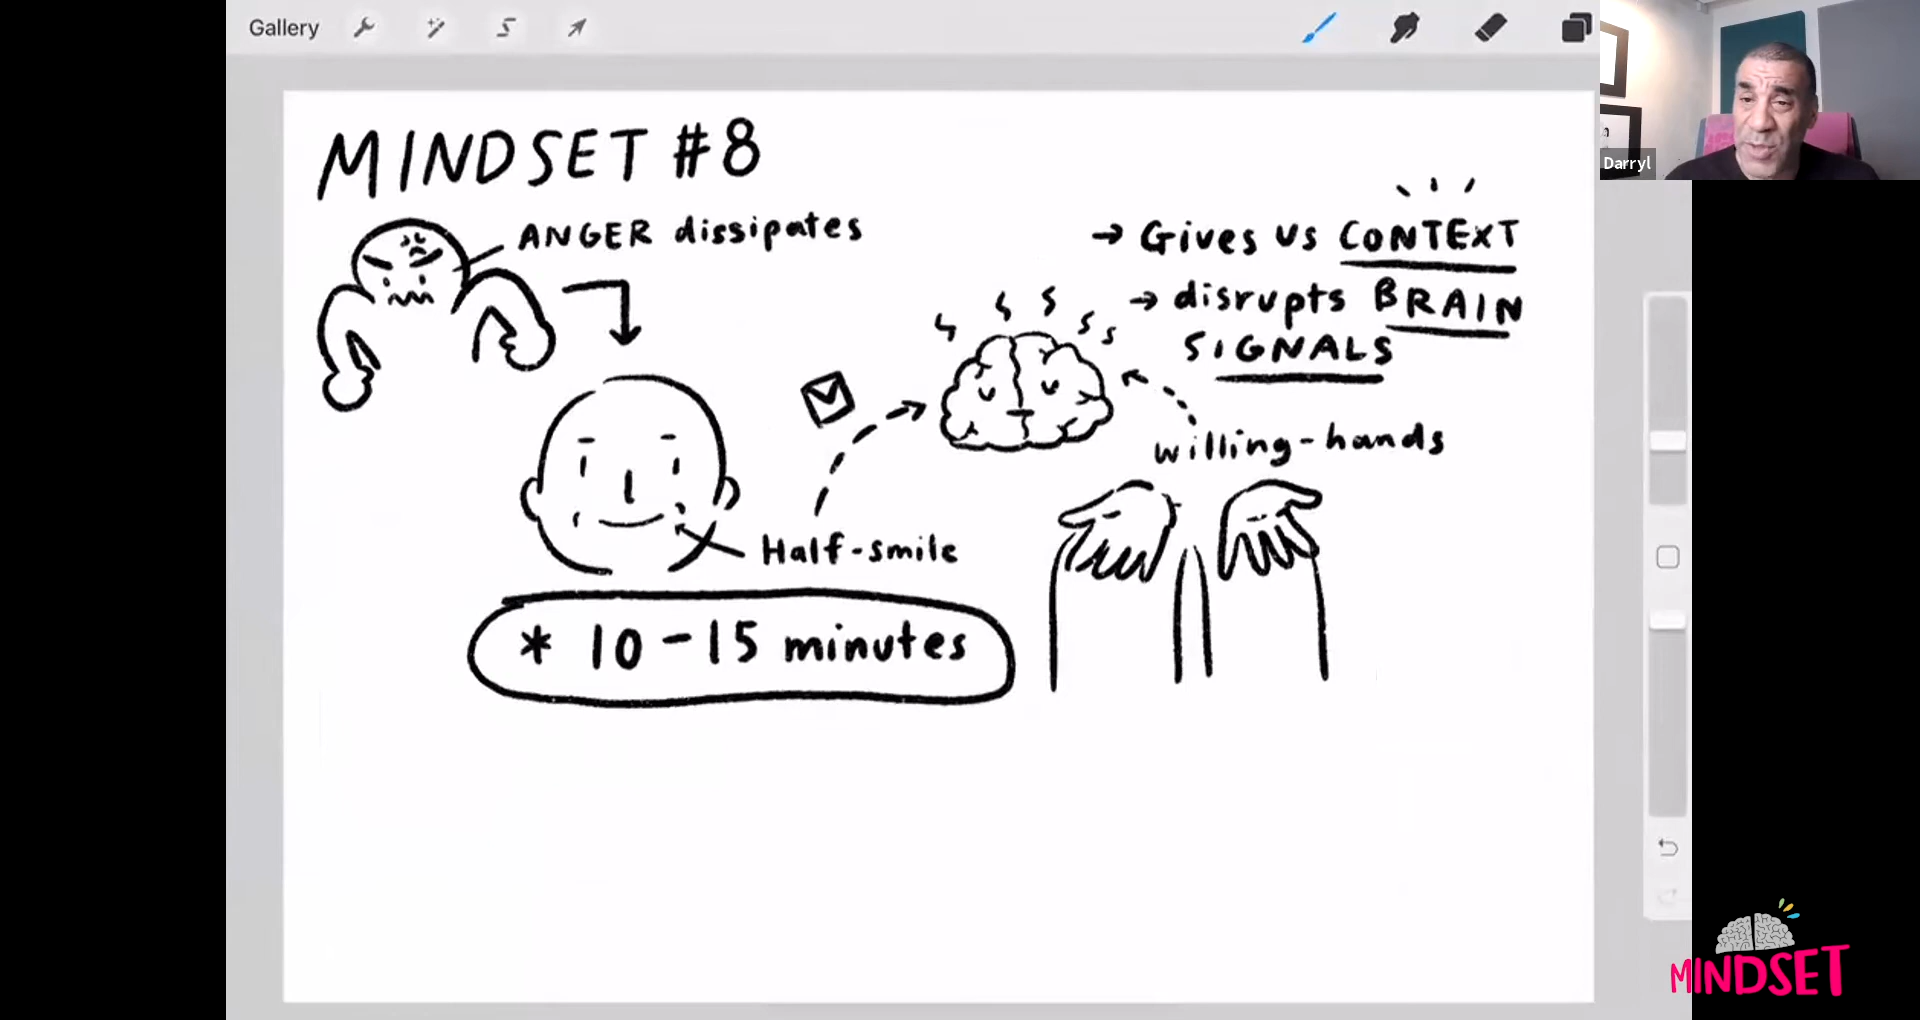 Gallery
Darryl
MINDSET #8
ANGER dissipates
→ Gives us CONTEXT
→ disrupts BRAIN
SIGNALS
willing-hands
Half-smile
* 10-15 minutes
MINDSET